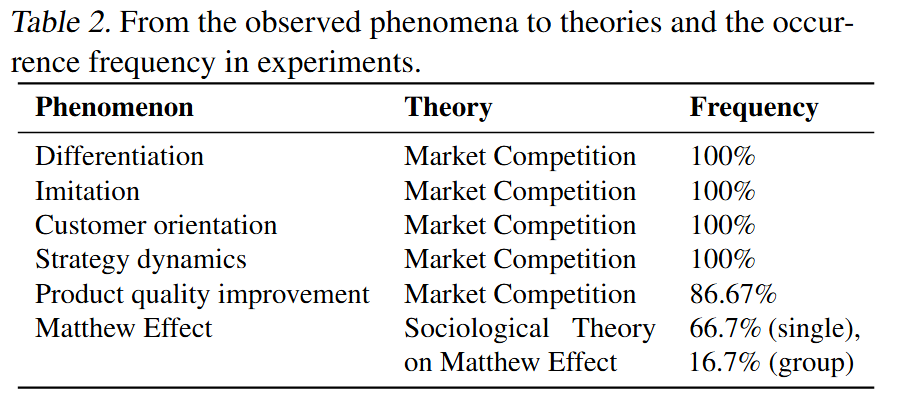 Table 2. From the observed phenomena to theories and the occur-
rence frequency in experiments.
Phenomenon Theory Frequency
Differentiation Market Competition 100%
Imitation Market Competition 100%
Customer orientation Market Competition 100%
Strategy dynamics Market Competition 100%
Product quality improvement Market Competition 86.67%
Matthew Effect Sociological Theory 66.7% (single),
on Matthew Effect 16.7% (group)